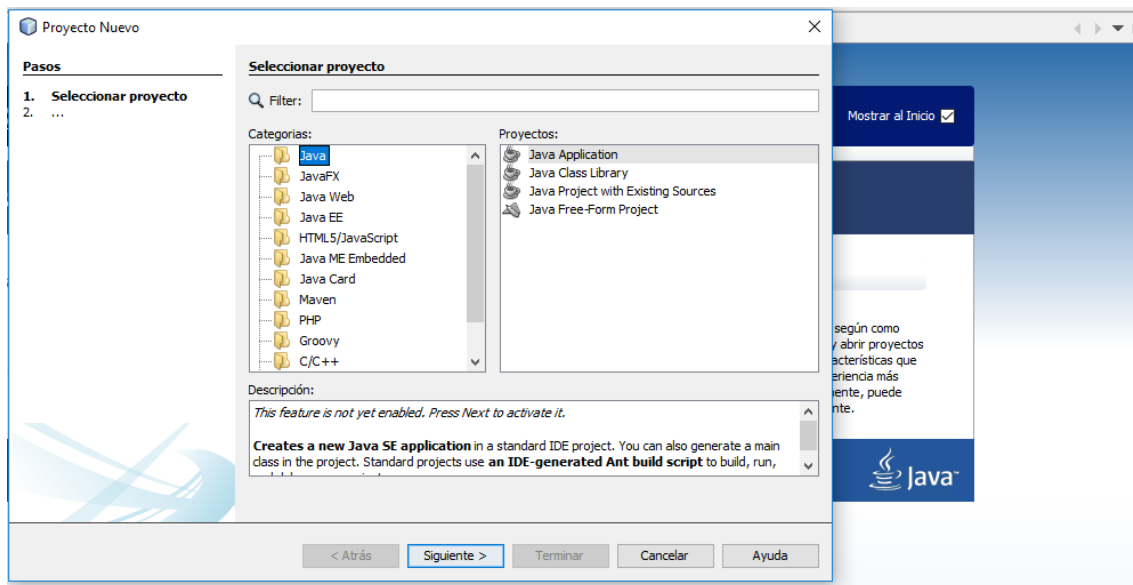 Proyecto Nuevo
Pasos
1. Seleccionar proyecto
2. ...
Seleccionar proyecto
Filter:
Categorias:
Java
JavaFX
Java Web
Java EE
HTML5/JavaScript
Java ME Embedded
Java Card
Maven
PHP
Groovy
C/C++
Proyectos:
Java Application
Java Class Library
Java Project with Existing Sources
Java Free-Form Project
Descripción:
This feature is not yet enabled. Press Next to activate it.
Creates a new Java SE application in a standard IDE project. You can also generate a main
class in the project. Standard projects use an IDE-generated Ant build script to build, run,
< Atrás
Siguiente >
Terminar
Cancelar
Ayuda
Mostrar al Inicio
según como
y abrir proyectos
acterísticas que
eriencia más
ente, puede
nte.
Java™